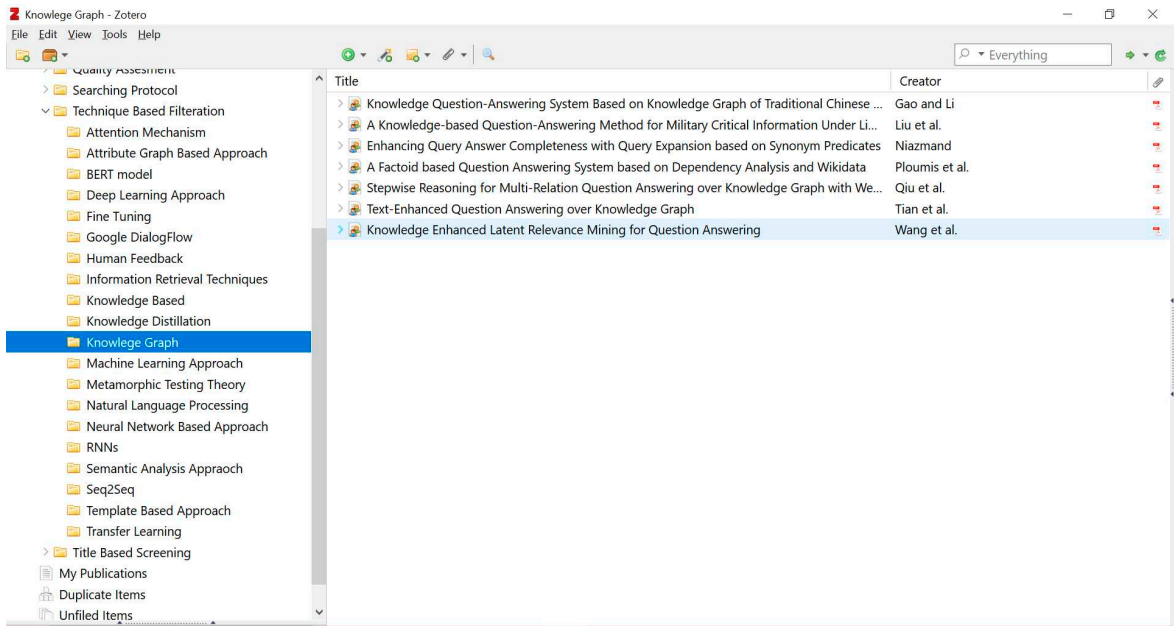 Z Knowlege Graph - Zotero
File Edit View Tools Help
Everything
Quality Assesment
Searching Protocol
Technique Based Filteration
Attention Mechanism
Attribute Graph Based Approach
BERT model
Deep Learning Approach
Fine Tuning
Google DialogFlow
Human Feedback
Information Retrieval Techniques
Knowledge Based
Knowledge Distillation
Knowlege Graph
Machine Learning Approach
Metamorphic Testing Theory
Natural Language Processing
Neural Network Based Approach
RNNs
Semantic Analysis Appraoch
Seq2Seq
Template Based Approach
Transfer Learning
Title Based Screening
My Publications
Duplicate Items
Unfiled Items
Title Creator
Knowledge Question-Answering System Based on Knowledge Graph of Traditional Chinese ... Gao and Li
A Knowledge-based Question-Answering Method for Military Critical Information Under Li... Liu et al.
Enhancing Query Answer Completeness with Query Expansion based on Synonym Predicates Niazmand
A Factoid based Question Answering System based on Dependency Analysis and Wikidata Ploumis et al.
Stepwise Reasoning for Multi-Relation Question Answering over Knowledge Graph with We... Qiu et al.
Text-Enhanced Question Answering over Knowledge Graph Tian et al.
Knowledge Enhanced Latent Relevance Mining for Question Answering Wang et al.